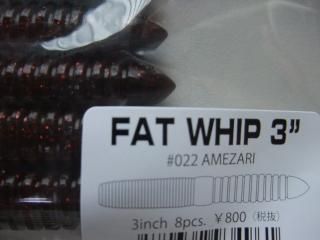 FAT WHIP 3”
#022 AMEZARI
3inch 8pcs. ￥800（税抜）